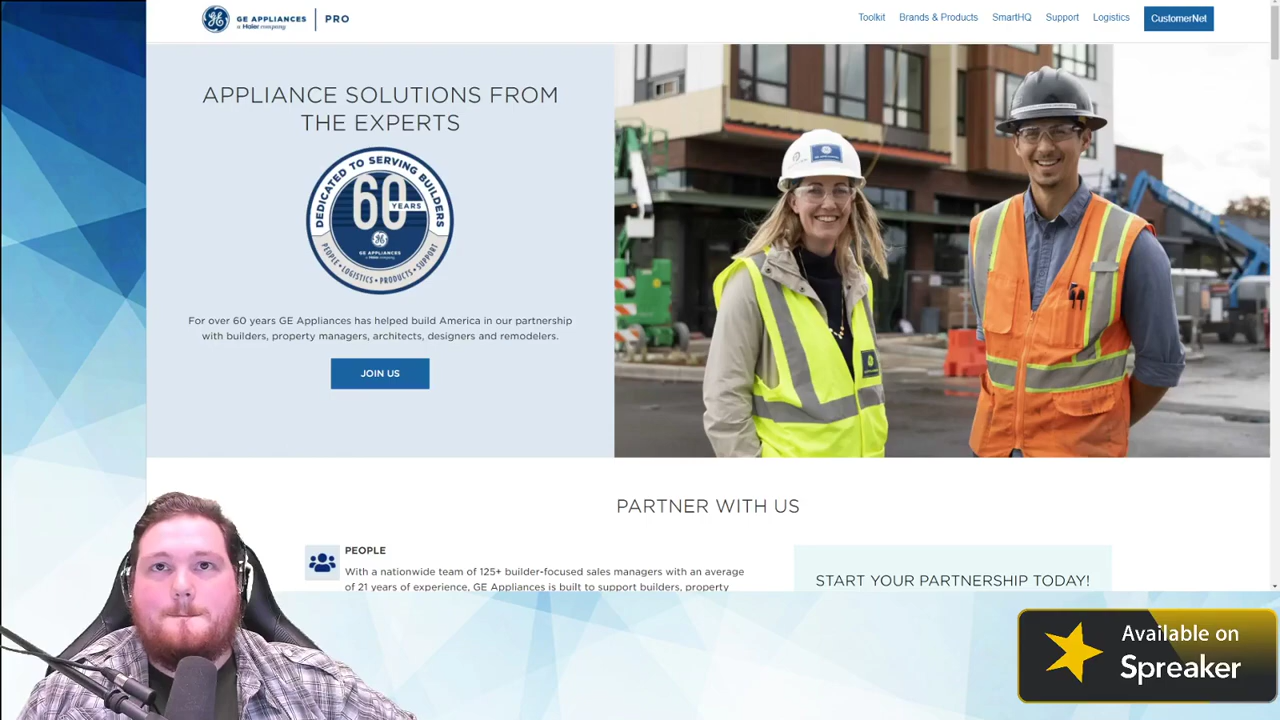 GE APPLIANCES
a Haier company
PRO
Toolkit
Brands & Products
SmartHQ
Support
Logistics
CustomerNet
APPLIANCE SOLUTIONS FROM
THE EXPERTS
DEDICATED TO SERVING BUILDERS
60
YEARS
GE APPLIANCES
a Haier company
PEOPLE • LOGISTICS • PRODUCTS • SUPPORT
For over 60 years GE Appliances has helped build America in our partnership
with builders, property managers, architects, designers and remodelers.
JOIN US
PARTNER WITH US
PEOPLE
With a nationwide team of 125+ builder-focused sales managers with an average
of 21 years of experience, GE Appliances is built to support builders, property
START YOUR PARTNERSHIP TODAY!
Available on
Spreaker